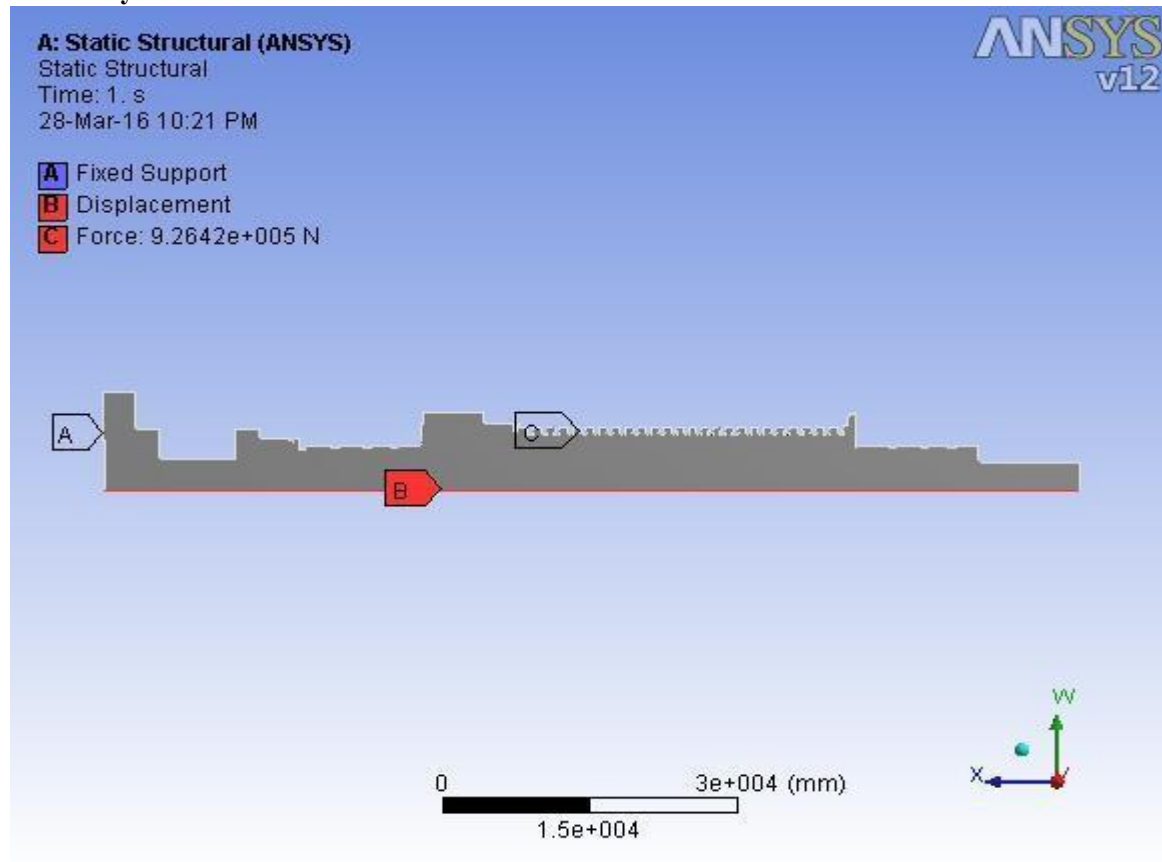 A: Static Structural (ANSYS)
Static Structural
Time: 1. s
28-Mar-16 10:21 PM
A Fixed Support
B Displacement
C Force: 9.2642e+005 N
ANSYS
v12
A
C
B
0 3e+004 (mm)
1.5e+004
W
X
Y